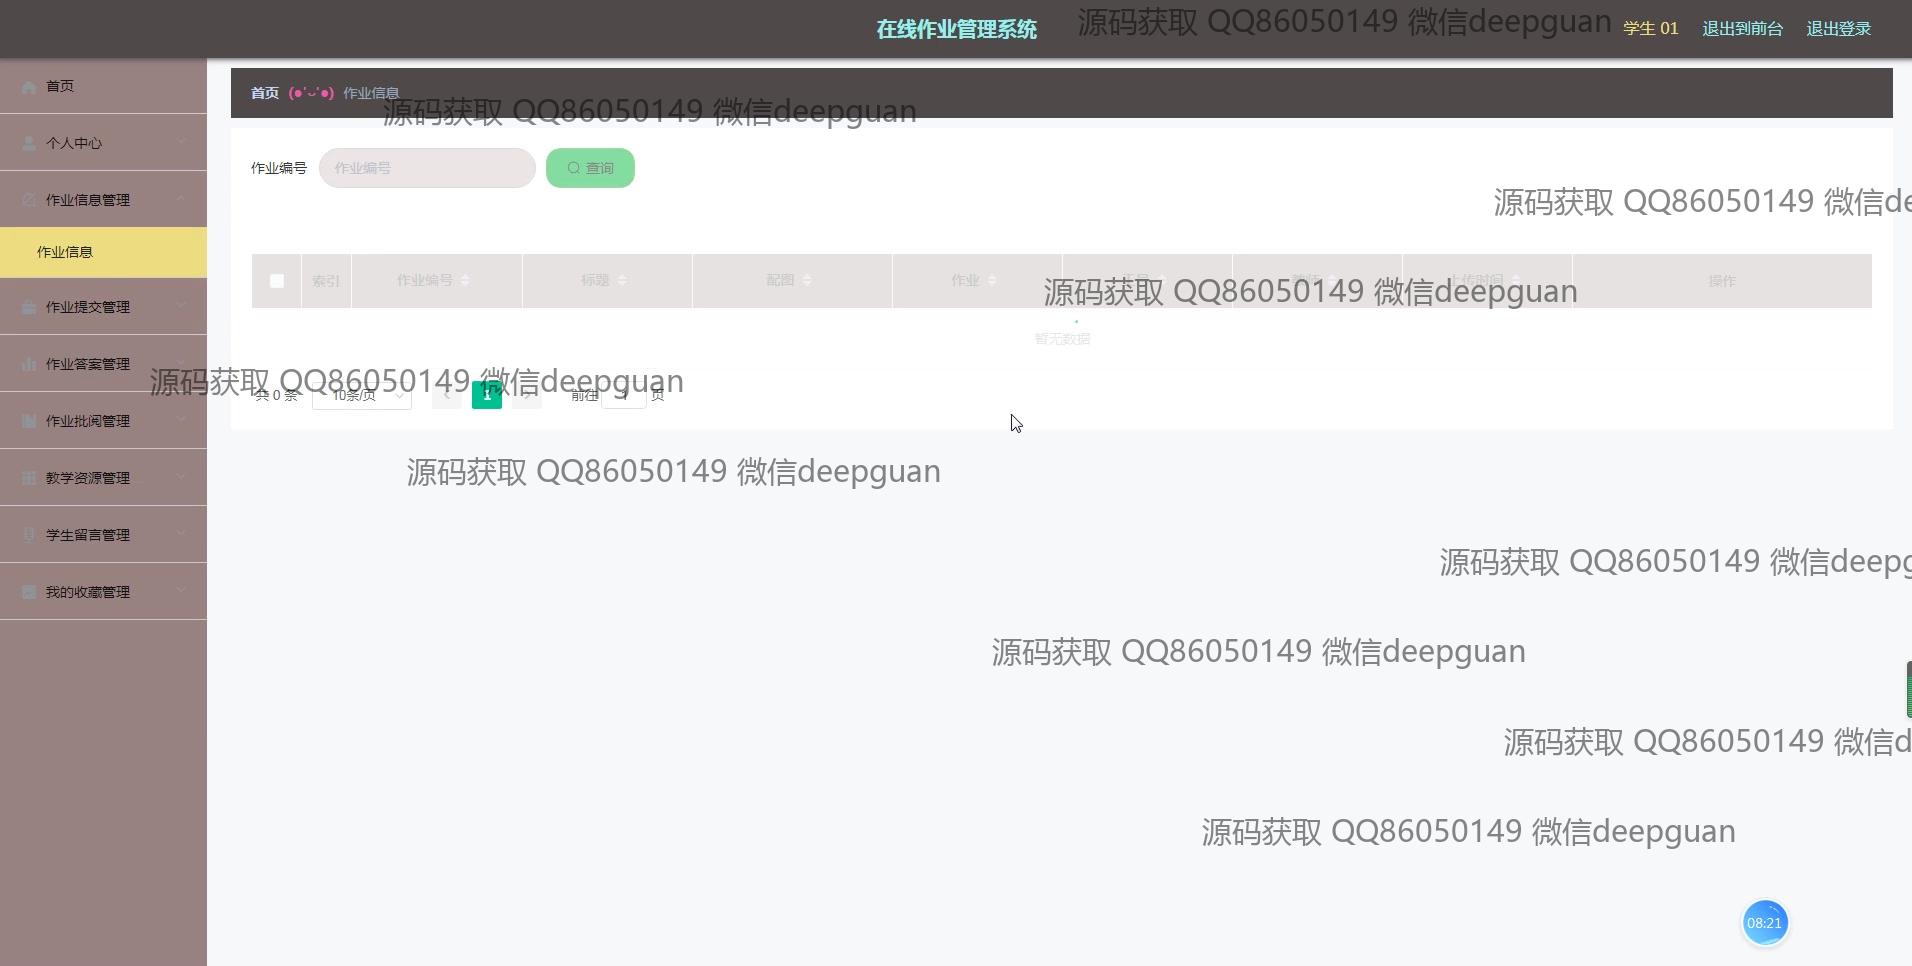 在线作业管理系统
源码获取 QQ86050149 微信deepguan
学生 01
退出到前台
退出登录
首页
个人中心
作业信息管理
作业信息
作业提交管理
作业答案管理
作业批阅管理
教学资源管理
学生留言管理
我的收藏管理
首页 (●'ᴗ'●) 作业信息
源码获取 QQ86050149 微信deepguan
作业编号 作业编号 查询
源码获取 QQ86050149 微信de
索引 作业编号 标题 配图 作业 工号 教师 上传时间 操作
源码获取 QQ86050149 微信deepguan
暂无数据
源码获取 QQ86050149 微信deepguan
共 0 条 10条/页 1 前往 1 页
源码获取 QQ86050149 微信deepguan
源码获取 QQ86050149 微信deepg
源码获取 QQ86050149 微信deepguan
源码获取 QQ86050149 微信d
源码获取 QQ86050149 微信deepguan
08:21